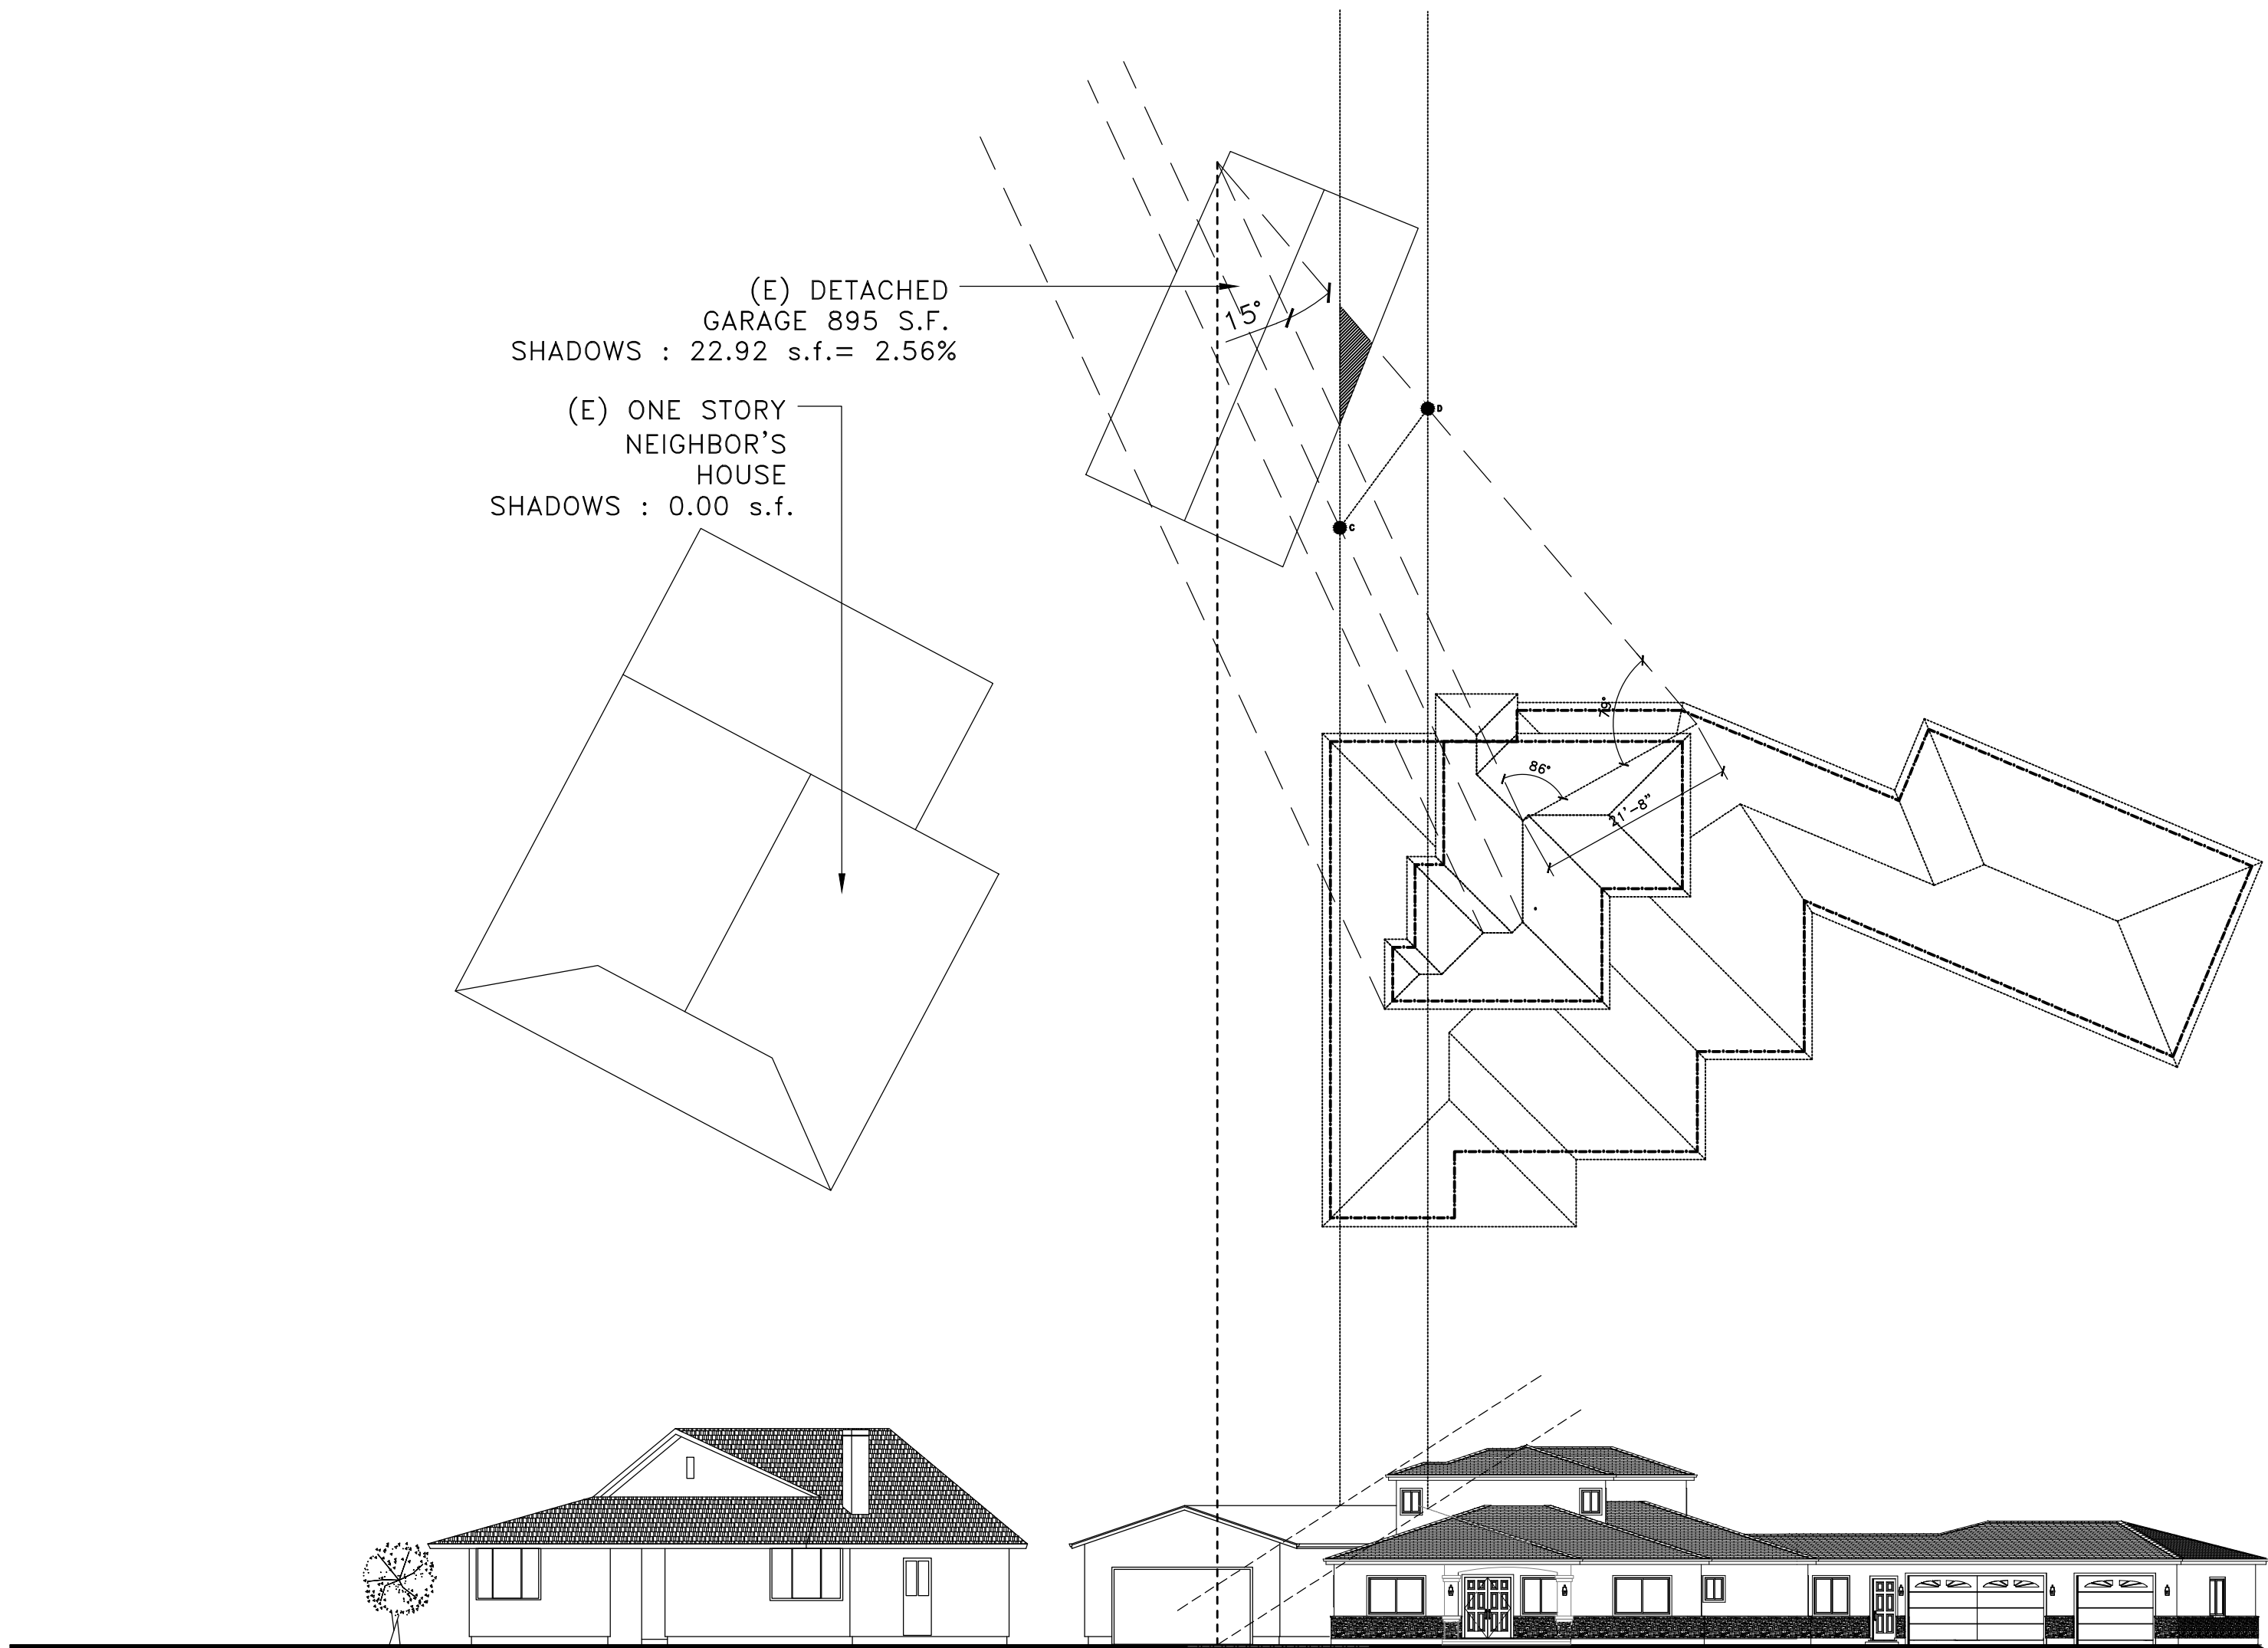 (E) DETACHED
GARAGE 895 S.F.
SHADOWS : 22.92 s.f.= 2.56%
15°
(E) ONE STORY
NEIGHBOR'S
HOUSE
SHADOWS : 0.00 s.f.
D
C
79°
86°
21'-8"